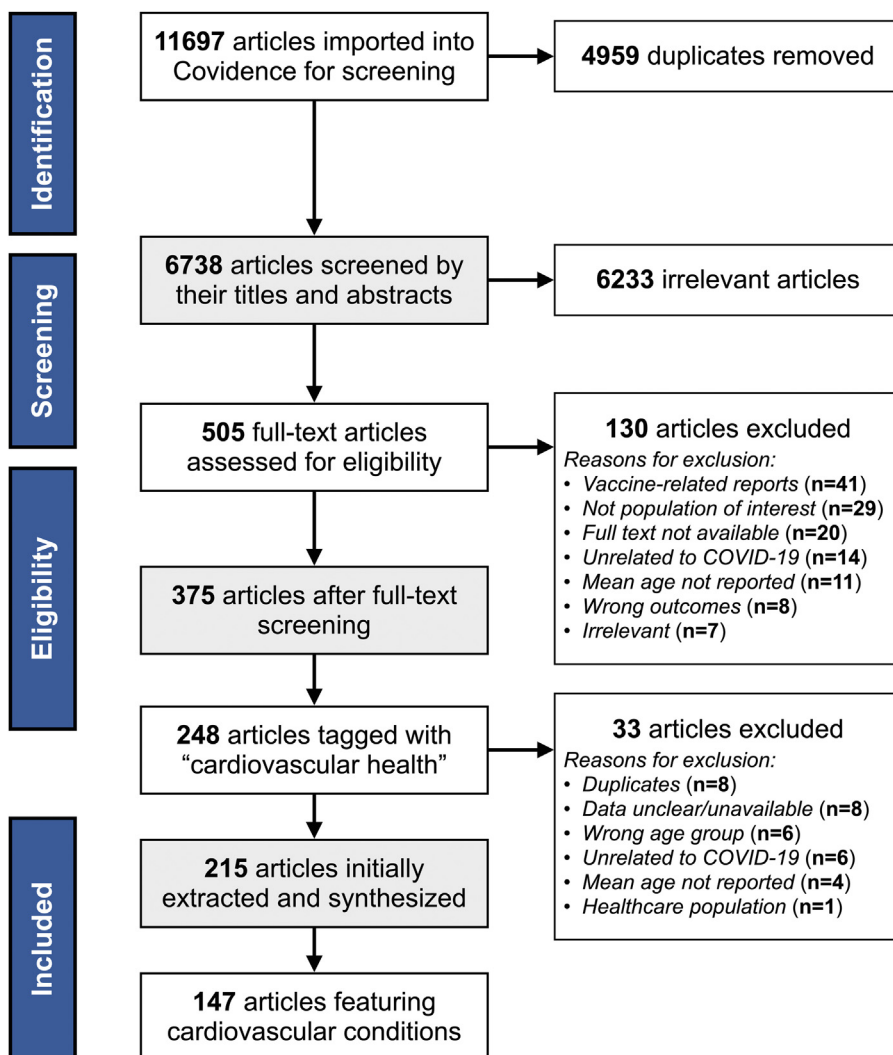 Identification
11697 articles imported into
Covidence for screening
4959 duplicates removed
Screening
6738 articles screened by
their titles and abstracts
6233 irrelevant articles
505 full-text articles
assessed for eligibility
130 articles excluded
Reasons for exclusion:
• Vaccine-related reports (n=41)
• Not population of interest (n=29)
• Full text not available (n=20)
• Unrelated to COVID-19 (n=14)
• Mean age not reported (n=11)
• Wrong outcomes (n=8)
• Irrelevant (n=7)
Eligibility
375 articles after full-text
screening
248 articles tagged with
“cardiovascular health”
33 articles excluded
Reasons for exclusion:
• Duplicates (n=8)
• Data unclear/unavailable (n=8)
• Wrong age group (n=6)
• Unrelated to COVID-19 (n=6)
• Mean age not reported (n=4)
• Healthcare population (n=1)
Included
215 articles initially
extracted and synthesized
147 articles featuring
cardiovascular conditions